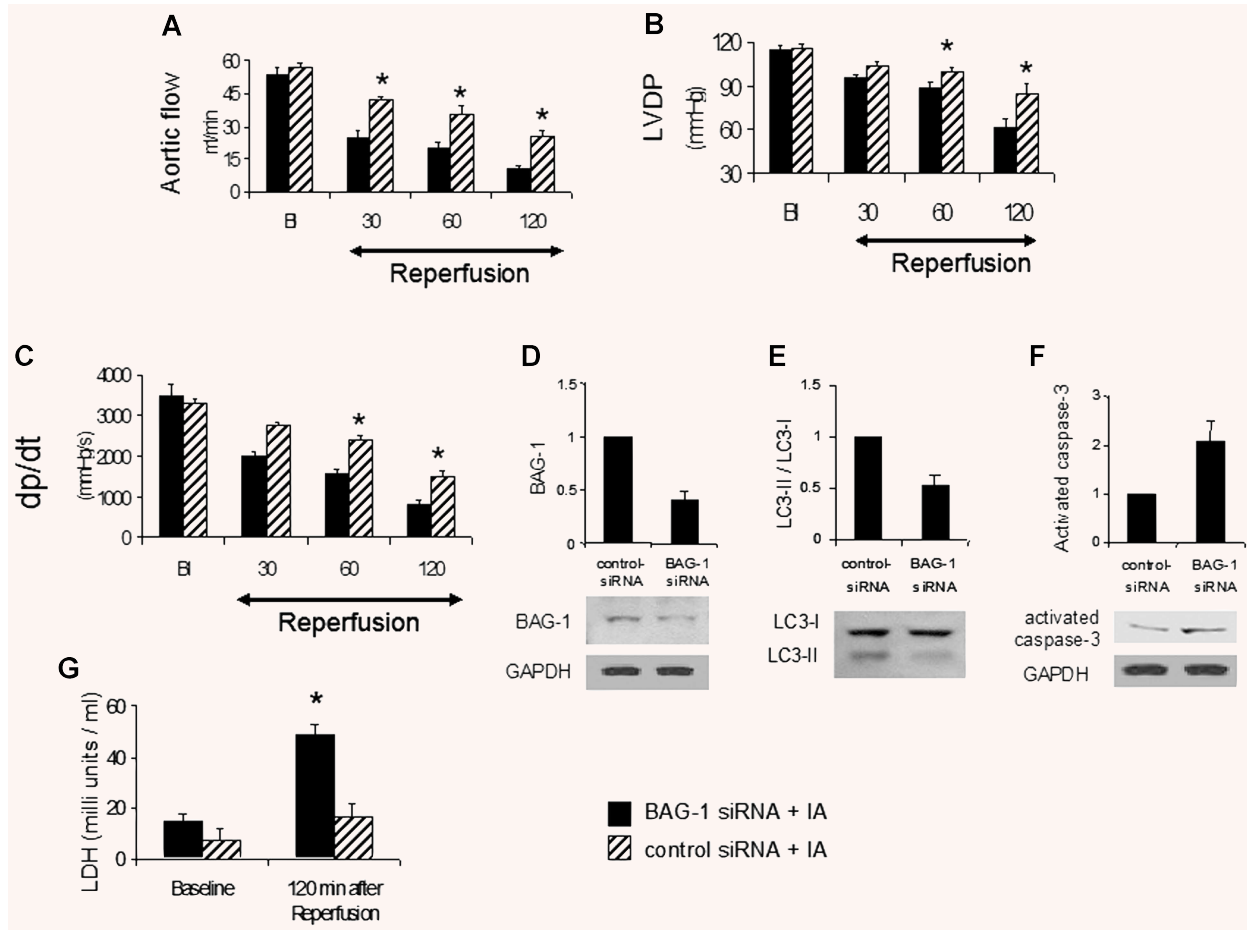 A
Aortic flow
ml/min
60
45
30
15
0
BI 30 60 120
* * *
Reperfusion
B
LVDP
(mmHg)
120
90
60
30
BI 30 60 120
* *
Reperfusion
C
dp/dt
(mmHg/s)
4000
3000
2000
1000
0
BI 30 60 120
* *
Reperfusion
D
BAG-1
1.5
1
0.5
0
control- BAG-1
siRNA siRNA
BAG-1
GAPDH
E
LC3-II / LC3-I
1.5
1
0.5
0
control- BAG-1
siRNA siRNA
LC3-I
LC3-II
F
Activated caspase-3
3
2
1
0
control- BAG-1
siRNA siRNA
activated
caspase-3
GAPDH
G
LDH (milli units / ml)
60
40
20
0
*
Baseline 120 min after
Reperfusion
BAG-1 siRNA + IA
control siRNA + IA